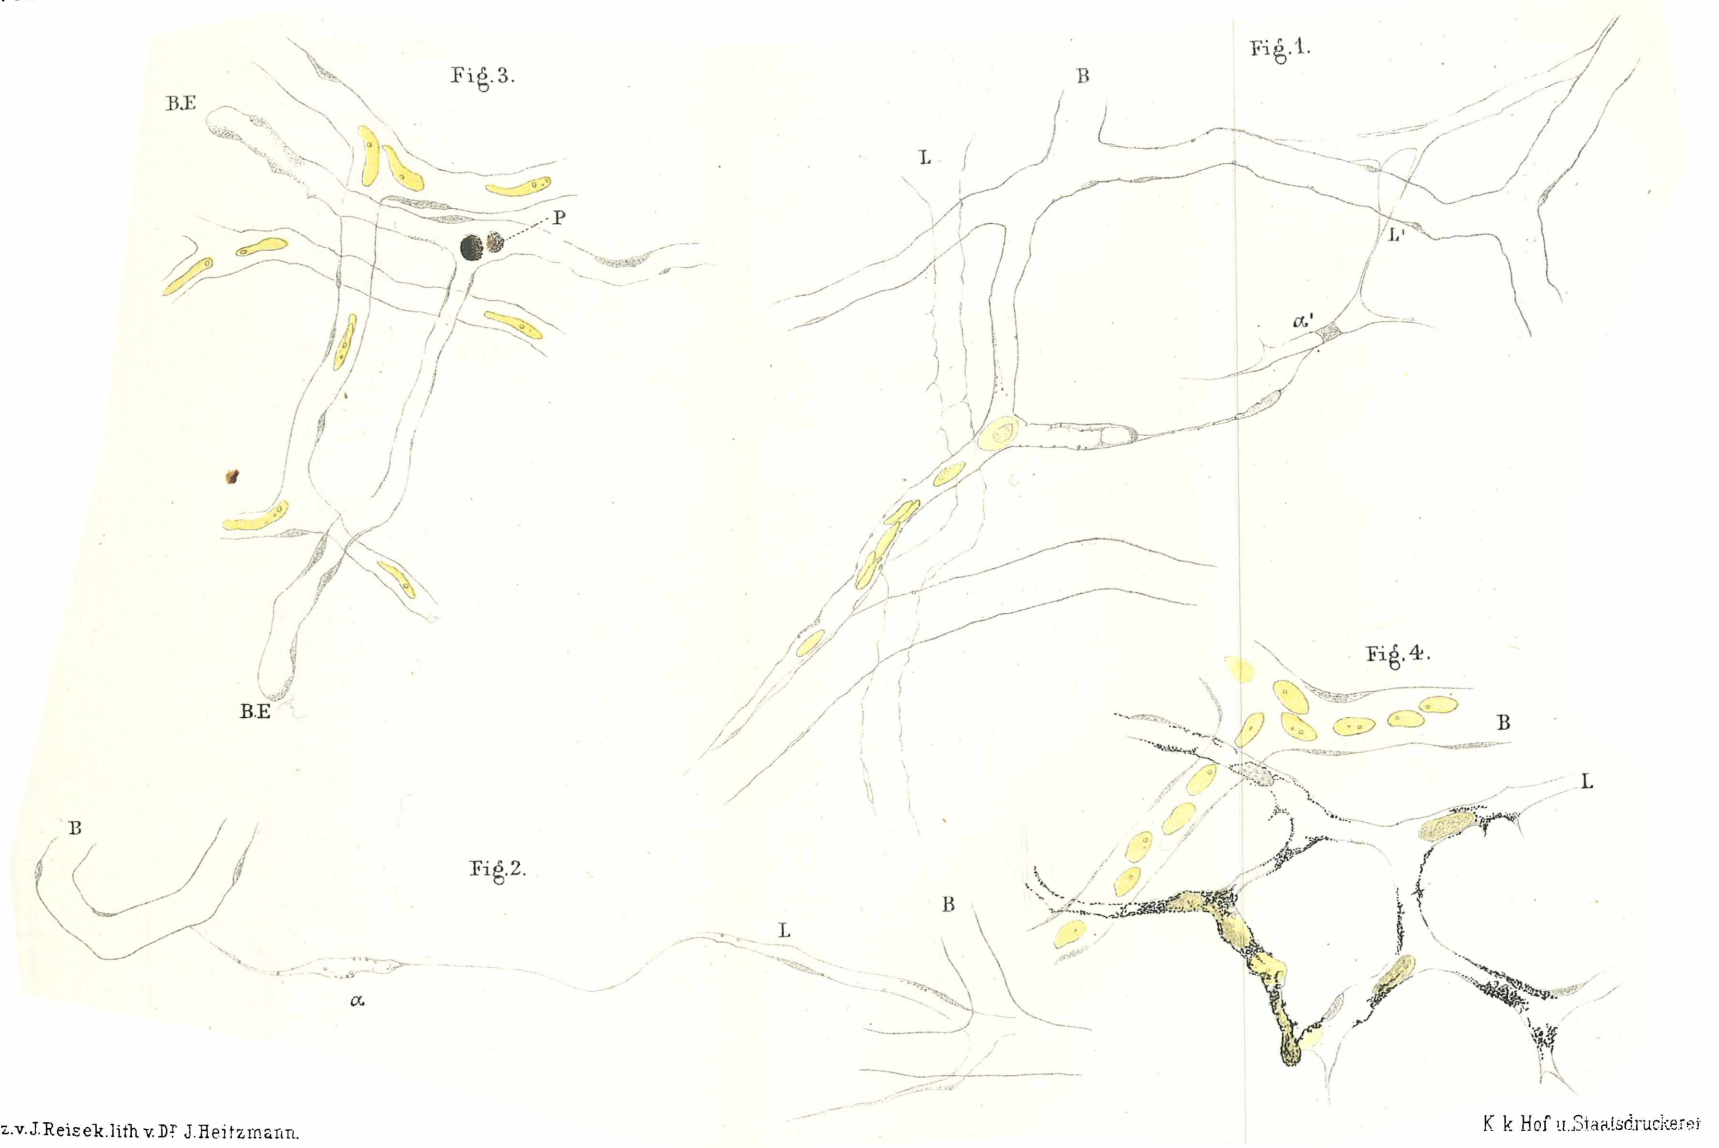 Fig.3.
Fig.1.
B
B.E
L
P
L'
a'
Fig.4.
B.E
B
L
B
Fig.2.
B
L
a
z.v.J.Reisek.lith v.Dr J.Heitzmann.
K k Hof u.Staatsdruckerei